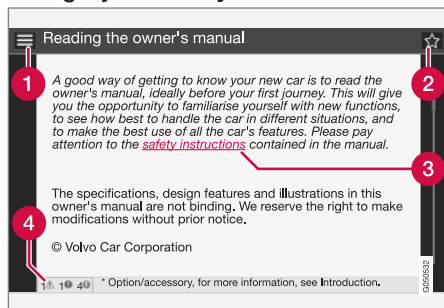 Reading the owner's manual
1
2
A good way of getting to know your new car is to read the
owner's manual, ideally before your first journey. This will give
you the opportunity to familiarise yourself with new functions,
to see how best to handle the car in different situations, and
to make the best use of all the car's features. Please pay
attention to the safety instructions contained in the manual.
3
The specifications, design features and illustrations in this
owner's manual are not binding. We reserve the right to make
modifications without prior notice.
4
© Volvo Car Corporation
1 1 4 * Option/accessory, for more information, see Introduction.
G050532